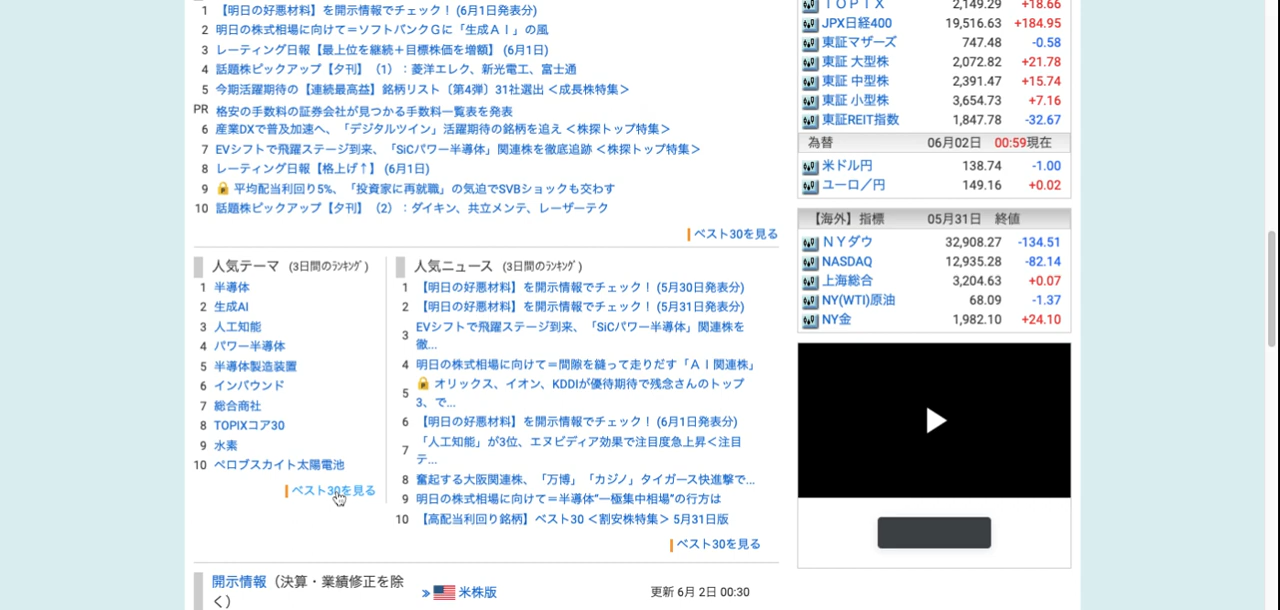 1 【明日の好悪材料】を開示情報でチェック！ (6月1日発表分)
2 明日の株式相場に向けて＝ソフトバンクGに「生成ＡＩ」の風
3 レーティング日報【最上位を継続＋目標株価を増額】 (6月1日)
4 話題株ピックアップ【夕刊】（1）：菱洋エレク、新光電工、富士通
5 今期活躍期待の【連続最高益】銘柄リスト〔第4弾〕31社選出 ＜成長株特集＞
PR 格安の手数料の証券会社が見つかる手数料一覧表を発表
6 産業DXで普及加速へ、「デジタルツイン」活躍期待の銘柄を追え ＜株探トップ特集＞
7 EVシフトで飛躍ステージ到来、「SiCパワー半導体」関連株を徹底追跡 ＜株探トップ特集＞
8 レーティング日報【格上げ↑】 (6月1日)
9 平均配当利回り5%、「投資家に再就職」の気迫でSVBショックも交わす
10 話題株ピックアップ【夕刊】（2）：ダイキン、共立メンテ、レーザーテク
ベスト30を見る
人気テーマ (3日間のﾗﾝｷﾝｸﾞ)
1 半導体
2 生成AI
3 人工知能
4 パワー半導体
5 半導体製造装置
6 インバウンド
7 総合商社
8 TOPIXコア30
9 水素
10 ペロブスカイト太陽電池
ベスト30を見る
人気ニュース (3日間のﾗﾝｷﾝｸﾞ)
1 【明日の好悪材料】を開示情報でチェック！ (5月30日発表分)
2 【明日の好悪材料】を開示情報でチェック！ (5月31日発表分)
3 EVシフトで飛躍ステージ到来、「SiCパワー半導体」関連株を
徹...
4 明日の株式相場に向けて＝間隙を縫って走りだす「ＡＩ関連株」
5 オリックス、イオン、KDDIが優待期待で残念さんのトップ
3、で...
6 【明日の好悪材料】を開示情報でチェック！ (6月1日発表分)
7 「人工知能」が3位、エヌビディア効果で注目度急上昇＜注目
テ...
8 奮起する大阪関連株、「万博」「カジノ」タイガース快進撃で...
9 明日の株式相場に向けて＝半導体“一極集中相場”の行方は
10 【高配当利回り銘柄】ベスト30 ＜割安株特集＞ 5月31日版
ベスト30を見る
開示情報（決算・業績修正を除
く）
» 米株版
更新 6月2日 00:30
ＴＯＰＩＸ 2,149.29 +18.66
JPX日経400 19,516.63 +184.95
東証マザーズ 747.48 -0.58
東証 大型株 2,072.82 +21.78
東証 中型株 2,391.47 +15.74
東証 小型株 3,654.73 +7.16
東証REIT指数 1,847.78 -32.67
為替 06月02日 00:59現在
米ドル円 138.74 -1.00
ユーロ／円 149.16 +0.02
【海外】指標 05月31日 終値
ＮＹダウ 32,908.27 -134.51
NASDAQ 12,935.28 -82.14
上海総合 3,204.63 +0.07
NY(WTI)原油 68.09 -1.37
NY金 1,982.10 +24.10